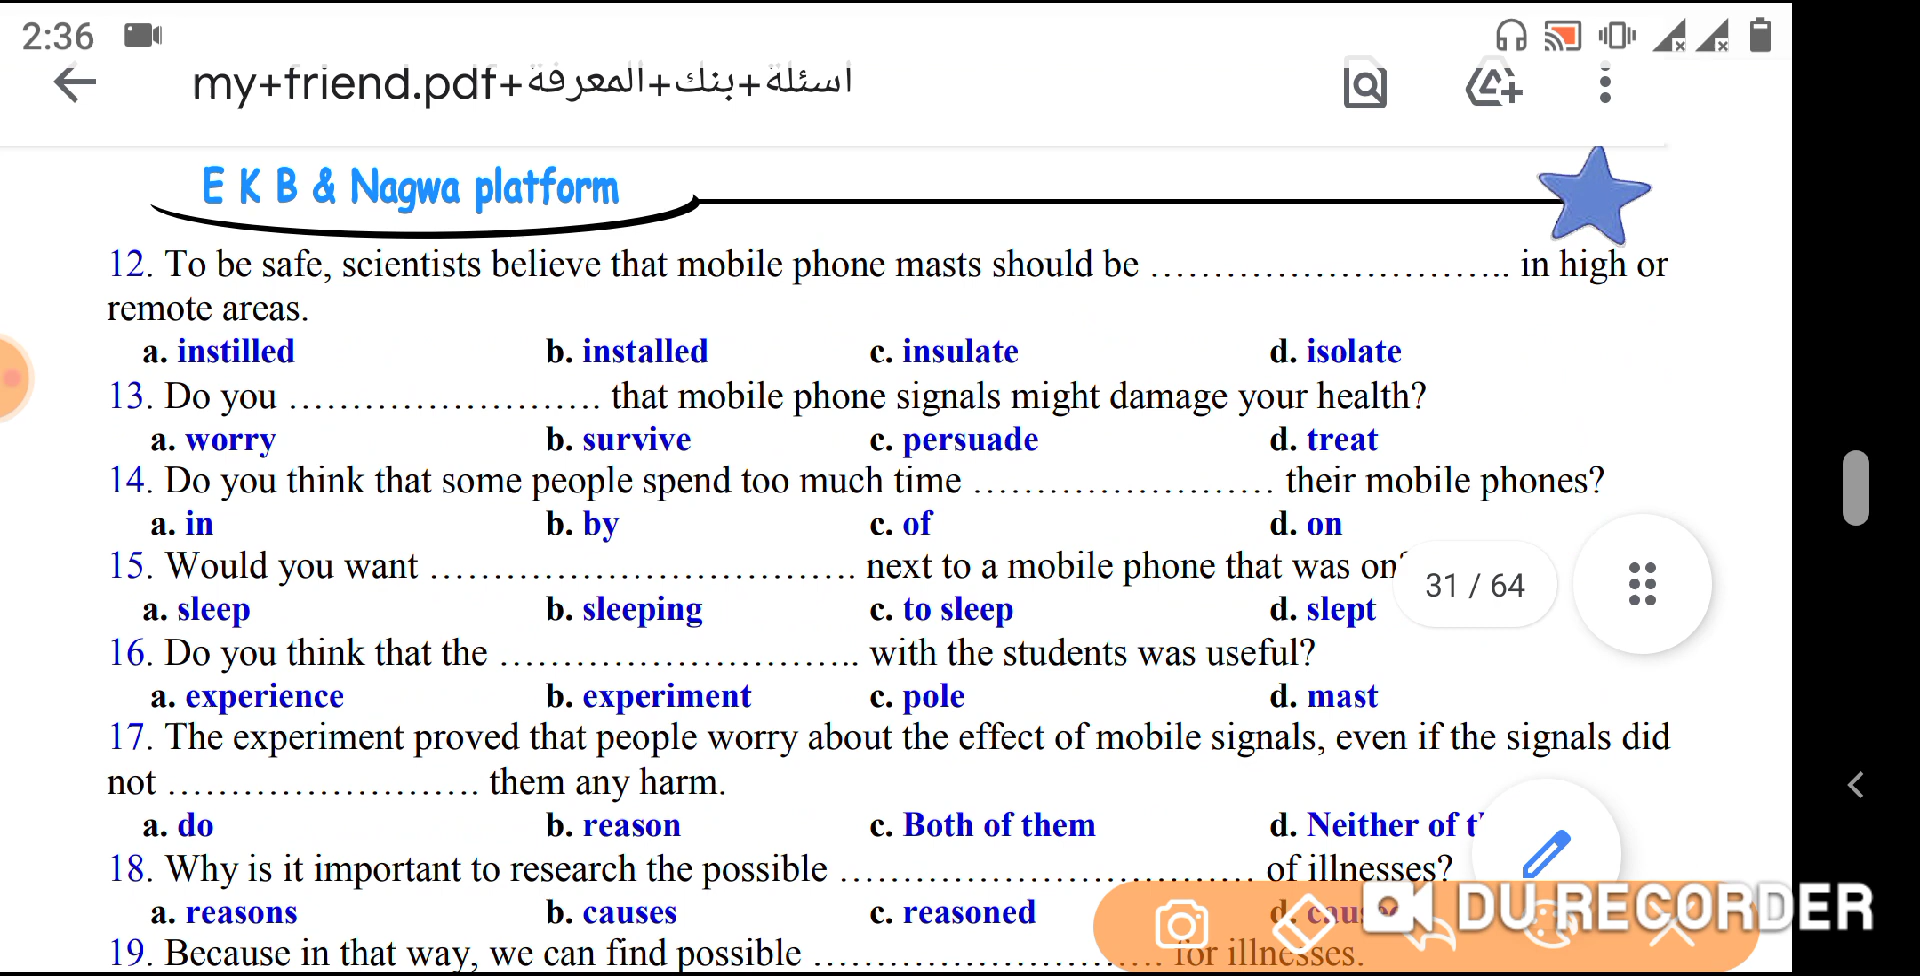 2:36
my+friend.pdf+اسئلة+بنك+المعرفة
E K B & Nagwa platform
12. To be safe, scientists believe that mobile phone masts should be ................................ in high or
remote areas.
a. instilled b. installed c. insulate d. isolate
13. Do you ............................ that mobile phone signals might damage your health?
a. worry b. survive c. persuade d. treat
14. Do you think that some people spend too much time ........................... their mobile phones?
a. in b. by c. of d. on
15. Would you want ...................................... next to a mobile phone that was on
a. sleep b. sleeping c. to sleep d. slept
31 / 64
16. Do you think that the ................................ with the students was useful?
a. experience b. experiment c. pole d. mast
17. The experiment proved that people worry about the effect of mobile signals, even if the signals did
not ............................ them any harm.
a. do b. reason c. Both of them d. Neither of
18. Why is it important to research the possible ..................................... of illnesses?
a. reasons b. causes c. reasoned d.
DU RECORDER
19. Because in that way, we can find possible ............................... for illnesses.